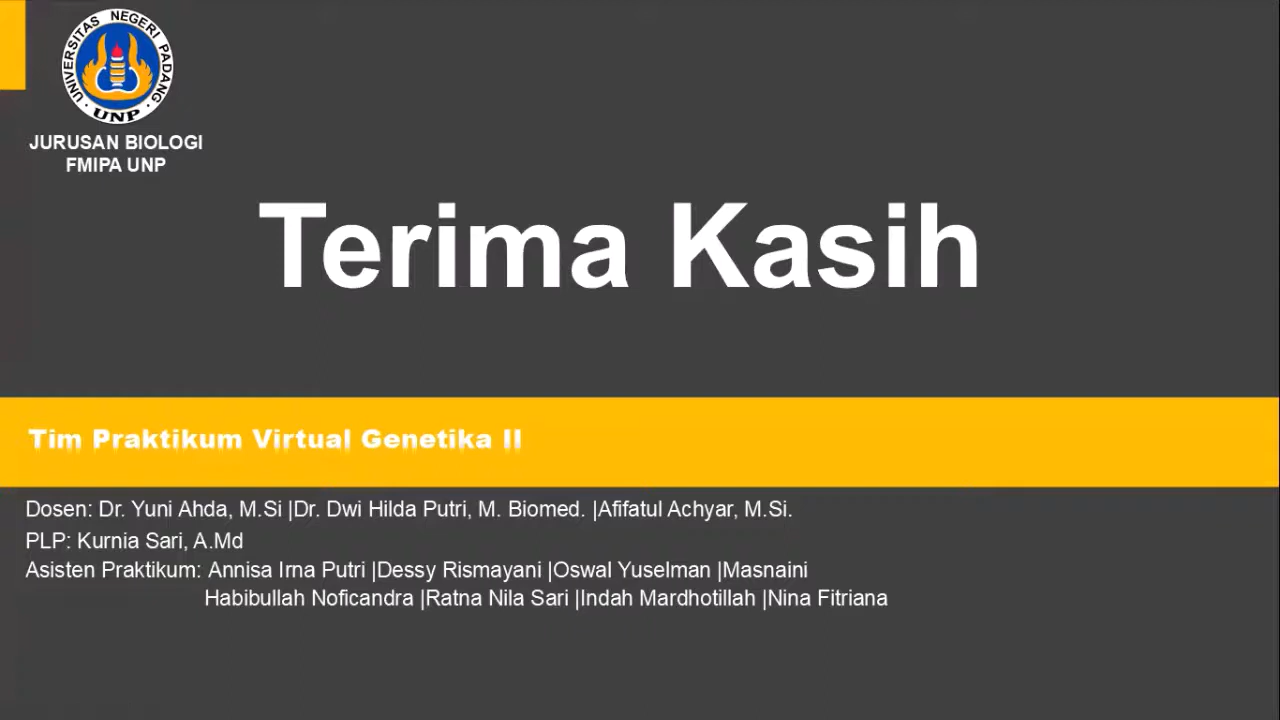 UNIVERSITAS NEGERI PADANG
UNP
JURUSAN BIOLOGI
FMIPA UNP
Terima Kasih
Tim Praktikum Virtual Genetika II
Dosen: Dr. Yuni Ahda, M.Si |Dr. Dwi Hilda Putri, M. Biomed. |Afifatul Achyar, M.Si.
PLP: Kurnia Sari, A.Md
Asisten Praktikum: Annisa Irna Putri |Dessy Rismayani |Oswal Yuselman |Masnaini
Habibullah Noficandra |Ratna Nila Sari |Indah Mardhotillah |Nina Fitriana